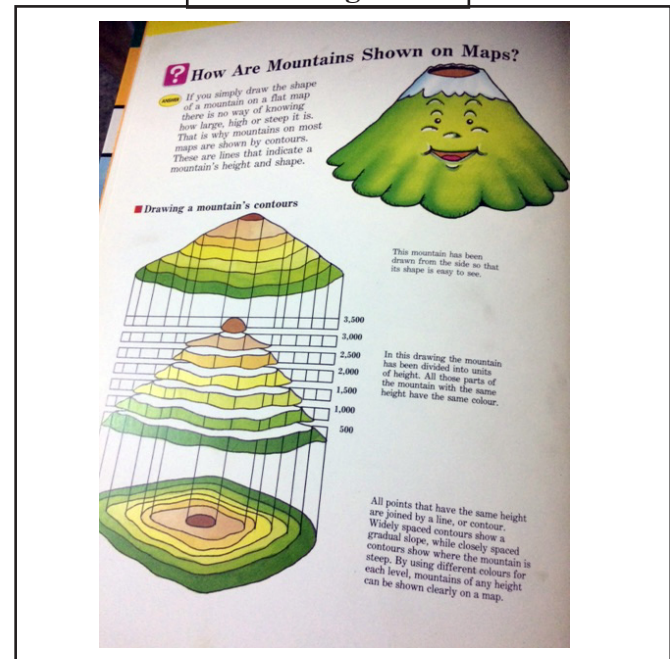 ? How Are Mountains Shown on Maps?
ANSWER
If you simply draw the shape
of a mountain on a flat map
there is no way of knowing
how large, high or steep it is.
That is why mountains on most
maps are shown by contours.
These are lines that indicate a
mountain's height and shape.
Drawing a mountain's contours
This mountain has been
drawn from the side so that
its shape is easy to see.
3,500
3,000
2,500
2,000
1,500
1,000
500
In this drawing the mountain
has been divided into units
of height. All those parts of
the mountain with the same
height have the same colour.
All points that have the same height
are joined by a line, or contour.
Widely spaced contours show a
gradual slope, while closely spaced
contours show where the mountain is
steep. By using different colours for
each level, mountains of any height
can be shown clearly on a map.